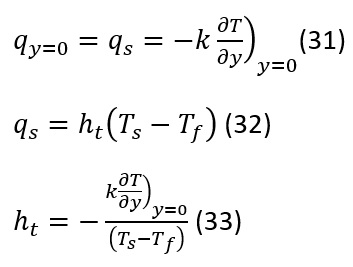 q_{y=0} = q_s = −k ∂T/∂y)_{y=0} (31)
q_s = h_t(T_s − T_f) (32)
h_t = − k ∂T/∂y)_{y=0} / (T_s−T_f) (33)